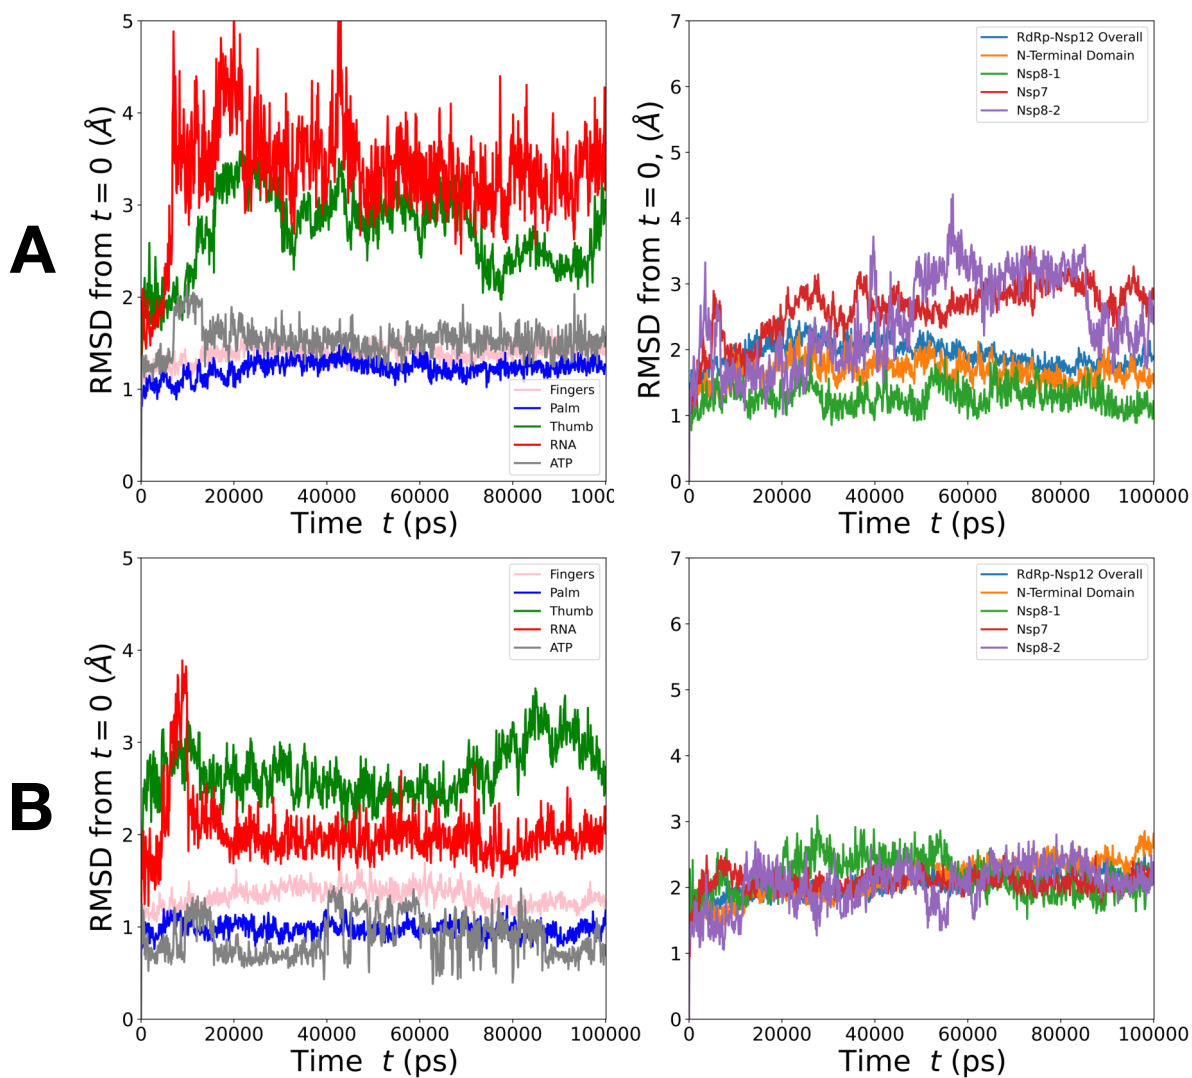 A
RMSD from t = 0 (Å)
5
4
3
2
1
0
Fingers
Palm
Thumb
RNA
ATP
0 20000 40000 60000 80000 1000
Time t (ps)
RMSD from t = 0, (Å)
7
6
5
4
3
2
1
0
RdRp-Nsp12 Overall
N-Terminal Domain
Nsp8-1
Nsp7
Nsp8-2
0 20000 40000 60000 80000 100000
Time t (ps)
B
RMSD from t = 0 (Å)
5
4
3
2
1
0
Fingers
Palm
Thumb
RNA
ATP
0 20000 40000 60000 80000 100000
Time t (ps)
RMSD from t = 0 (Å)
7
6
5
4
3
2
1
0
RdRp-Nsp12 Overall
N-Terminal Domain
Nsp8-1
Nsp7
Nsp8-2
0 20000 40000 60000 80000 100000
Time t (ps)